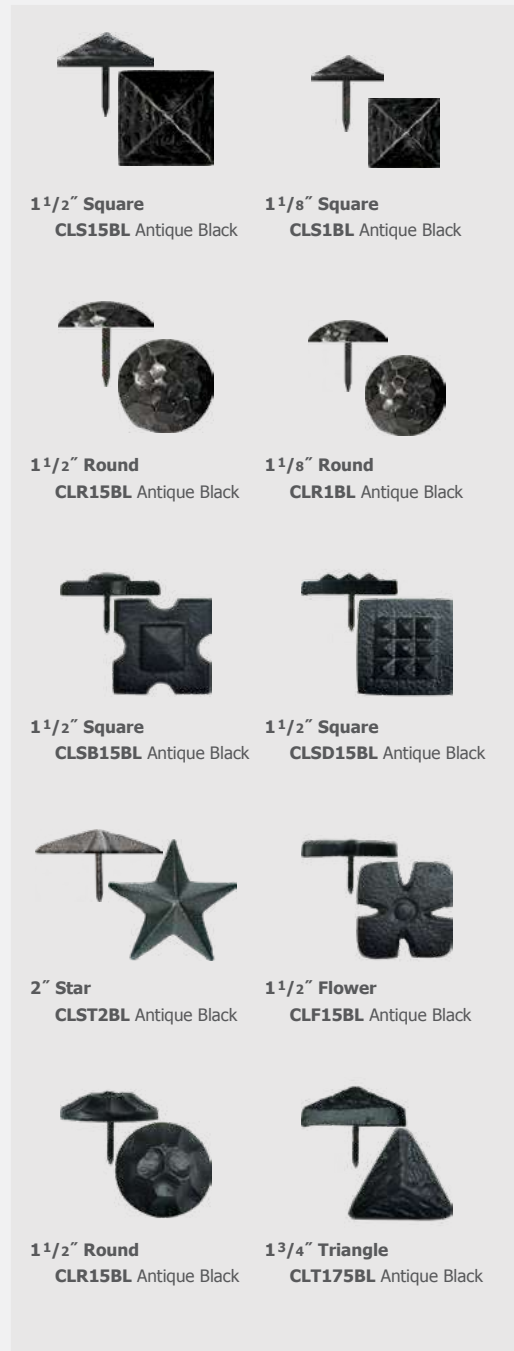 1 1/2″ Square
CLS15BL Antique Black
1 1/8″ Square
CLS1BL Antique Black
1 1/2″ Round
CLR15BL Antique Black
1 1/8″ Round
CLR1BL Antique Black
1 1/2″ Square
CLSB15BL Antique Black
1 1/2″ Square
CLSD15BL Antique Black
2″ Star
CLST2BL Antique Black
1 1/2″ Flower
CLF15BL Antique Black
1 1/2″ Round
CLR15BL Antique Black
1 3/4″ Triangle
CLT175BL Antique Black